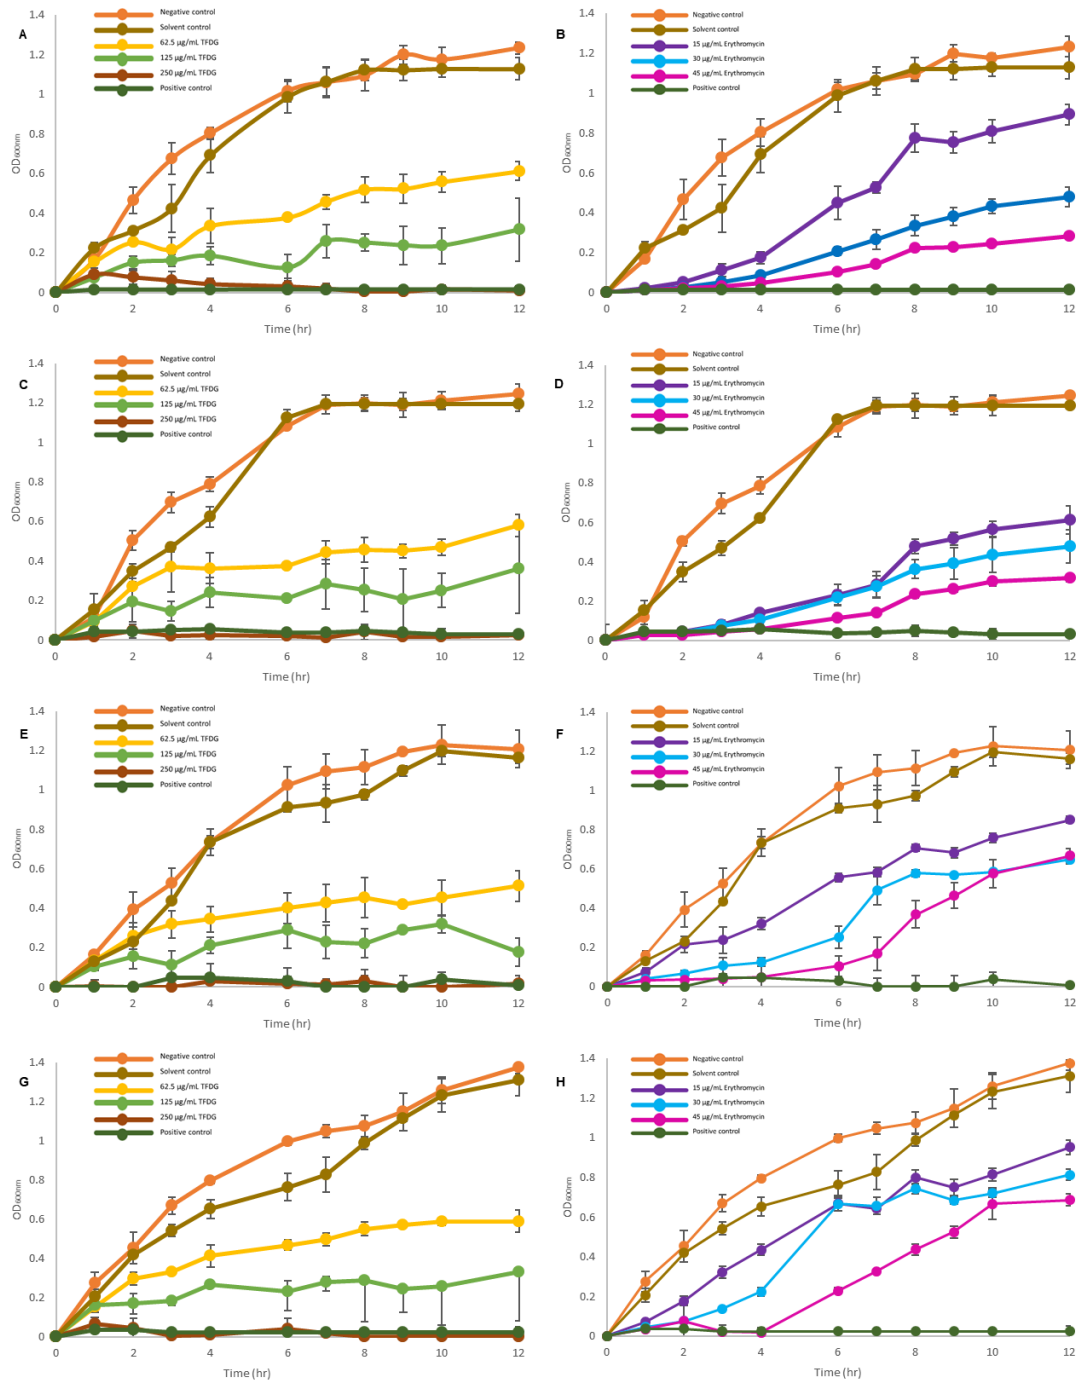 A
Negative control
Solvent control
62.5 µg/mL TFDG
125 µg/mL TFDG
250 µg/mL TFDG
Positive control
1.4
1.2
1
0.8
0.6
0.4
0.2
0
OD600nm
0 2 4 6 8 10 12
Time (hr)
B
Negative control
Solvent control
15 µg/mL Erythromycin
30 µg/mL Erythromycin
45 µg/mL Erythromycin
Positive control
1.4
1.2
1
0.8
0.6
0.4
0.2
0
OD600nm
0 2 4 6 8 10 12
Time (hr)
C
Negative control
Solvent control
62.5 µg/mL TFDG
125 µg/mL TFDG
250 µg/mL TFDG
Positive control
1.4
1.2
1
0.8
0.6
0.4
0.2
0
OD600nm
0 2 4 6 8 10 12
Time (hr)
D
Negative control
Solvent control
15 µg/mL Erythromycin
30 µg/mL Erythromycin
45 µg/mL Erythromycin
Positive control
1.4
1.2
1
0.8
0.6
0.4
0.2
0
OD600nm
0 2 4 6 8 10 12
Time (hr)
E
Negative control
Solvent control
62.5 µg/mL TFDG
125 µg/mL TFDG
250 µg/mL TFDG
Positive control
1.4
1.2
1
0.8
0.6
0.4
0.2
0
OD600nm
0 2 4 6 8 10 12
Time (hr)
F
Negative control
Solvent control
15 µg/mL Erythromycin
30 µg/mL Erythromycin
45 µg/mL Erythromycin
Positive control
1.4
1.2
1
0.8
0.6
0.4
0.2
0
OD600nm
0 2 4 6 8 10 12
Time (hr)
G
Negative control
Solvent control
62.5 µg/mL TFDG
125 µg/mL TFDG
250 µg/mL TFDG
Positive control
1.4
1.2
1
0.8
0.6
0.4
0.2
0
OD600nm
0 2 4 6 8 10 12
Time (hr)
H
Negative control
Solvent control
15 µg/mL Erythromycin
30 µg/mL Erythromycin
45 µg/mL Erythromycin
Positive control
1.4
1.2
1
0.8
0.6
0.4
0.2
0
OD600nm
0 2 4 6 8 10 12
Time (hr)